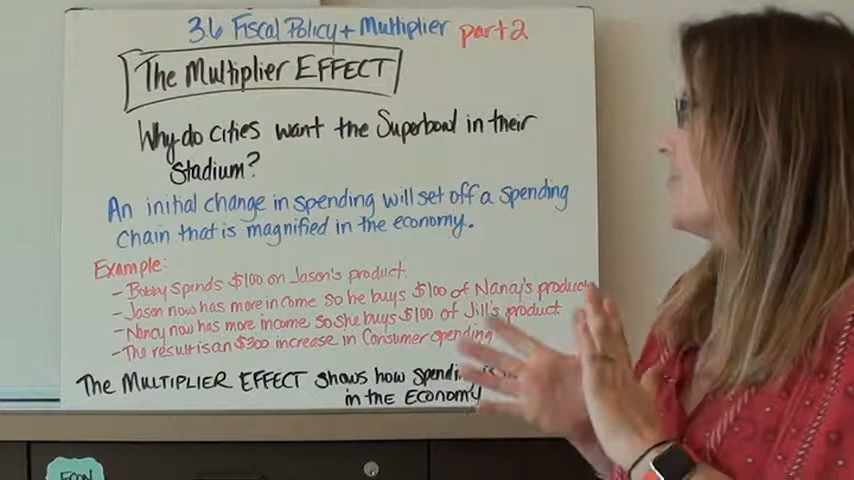 3.6 Fiscal Policy + Multiplier part 2
The Multiplier EFFECT
Why do cities want the Superbowl in their
Stadium?
An initial change in spending will set off a spending
chain that is magnified in the economy.
Example:
- Bobby spends $100 on Jason's product.
- Jason now has more income so he buys $100 of Nancy's product
- Nancy now has more income so she buys $100 of Jill's product.
- The result is an $300 increase in Consumer spending
The MULTIPLIER EFFECT shows how
in the Economy
ECON